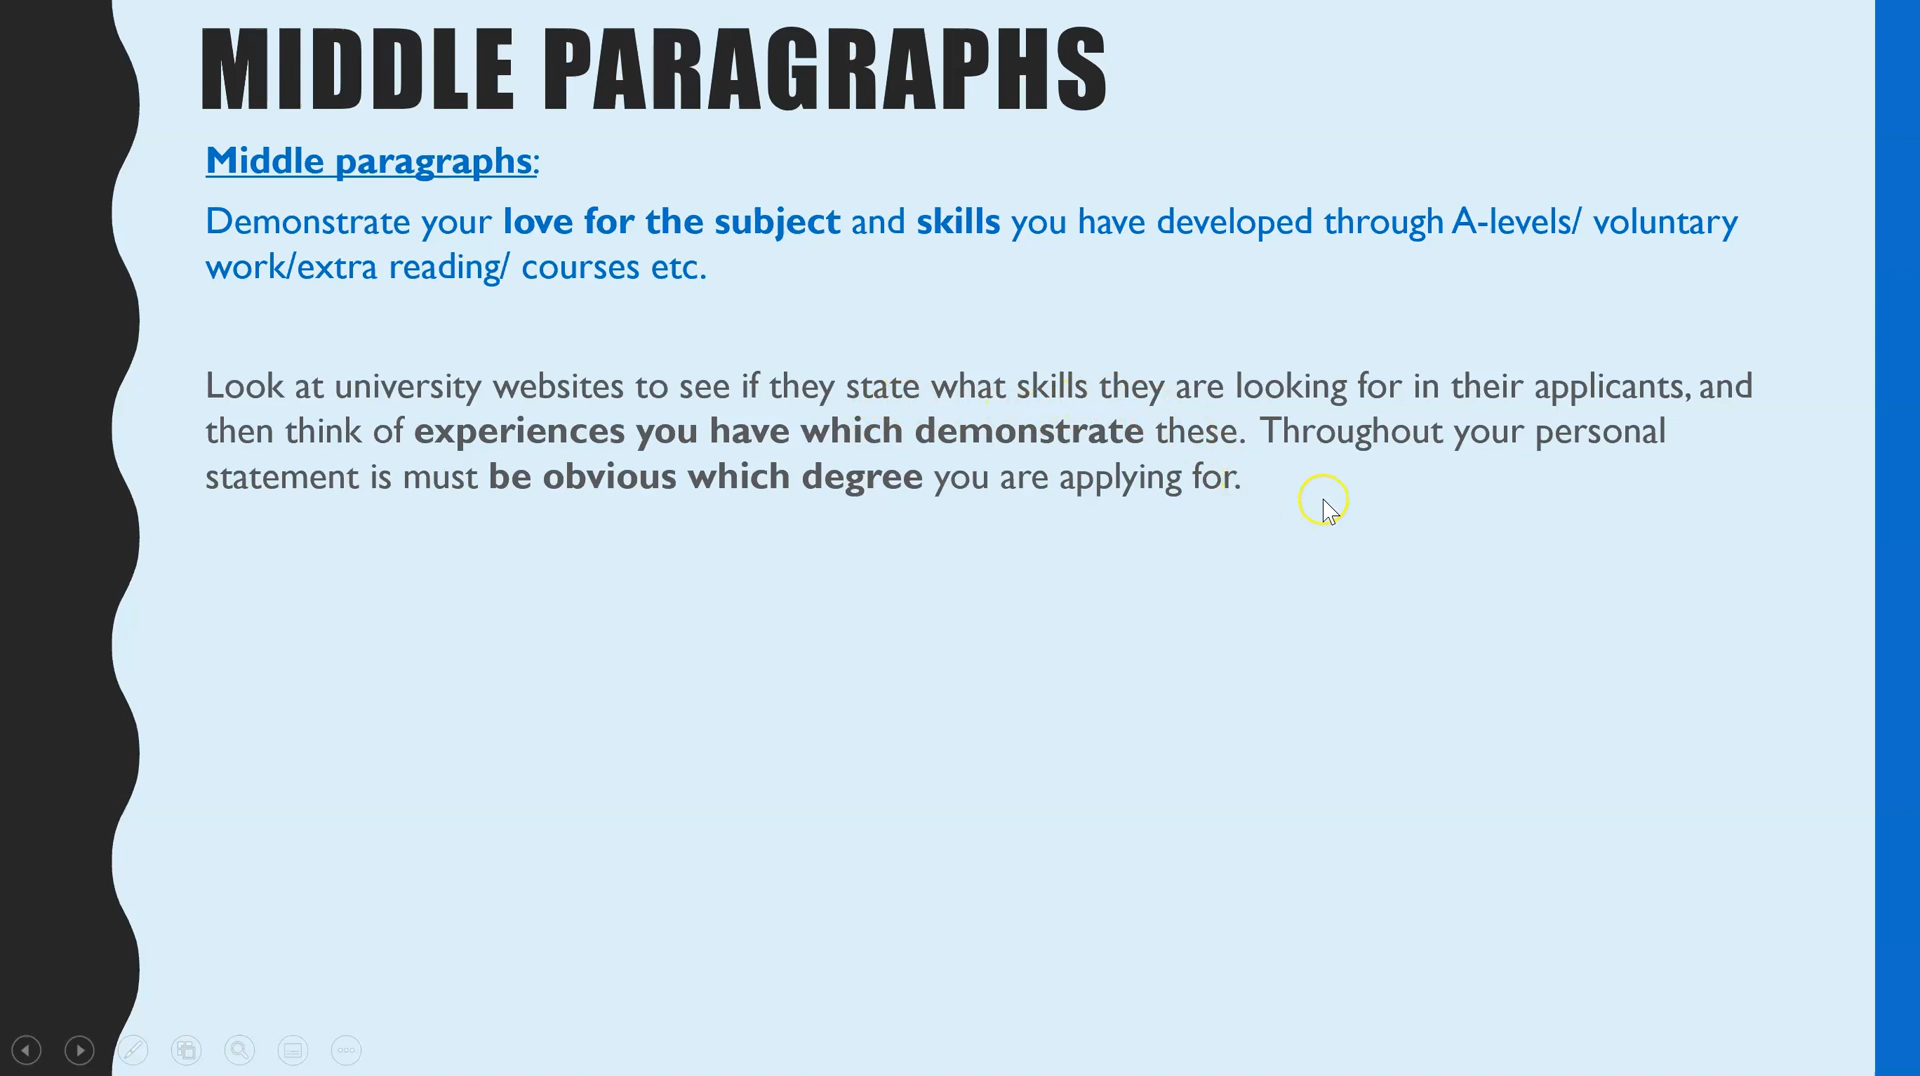 MIDDLE PARAGRAPHS
Middle paragraphs:
Demonstrate your love for the subject and skills you have developed through A-levels/ voluntary
work/extra reading/ courses etc.
Look at university websites to see if they state what skills they are looking for in their applicants, and
then think of experiences you have which demonstrate these. Throughout your personal
statement is must be obvious which degree you are applying for.